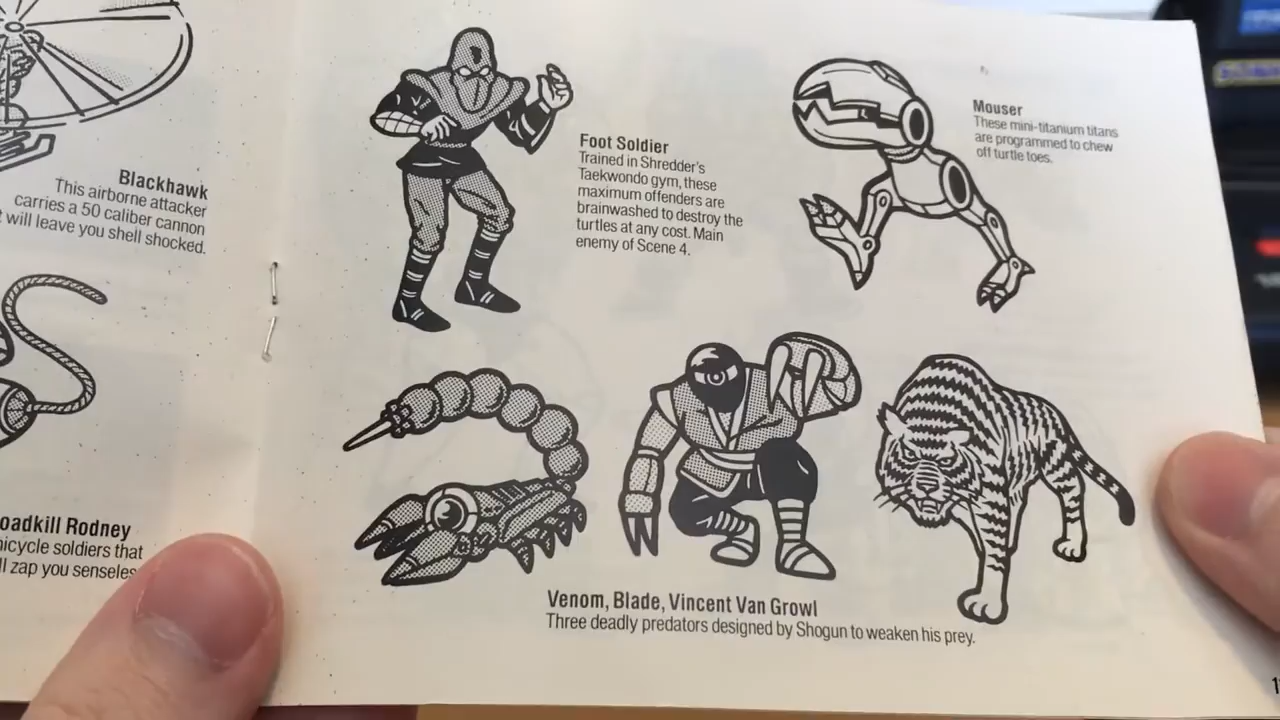 Blackhawk
This airborne attacker
carries a 50 caliber cannon
will leave you shell shocked.
Rodney
soldiers that
zap you senseles
Foot Soldier
Trained in Shredder's
Taekwondo gym, these
maximum offenders are
brainwashed to destroy the
turtles at any cost. Main
enemy of Scene 4.
Mouser
These mini-titanium titans
are programmed to chew
off turtle toes.
Venom, Blade, Vincent Van Growl
Three deadly predators designed by Shogun to weaken his prey.